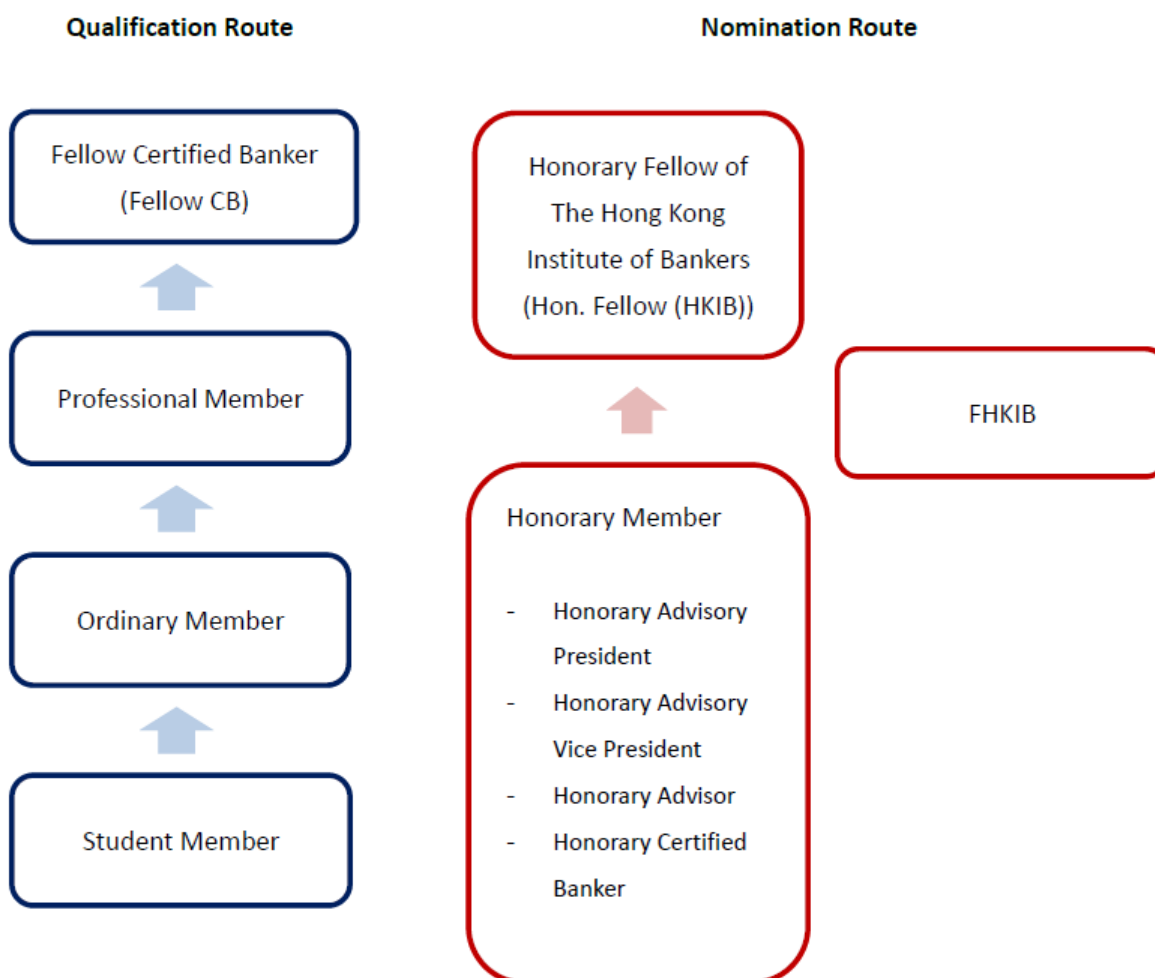 Qualification Route
Nomination Route
Fellow Certified Banker
(Fellow CB)
Professional Member
Ordinary Member
Student Member
Honorary Fellow of
The Hong Kong
Institute of Bankers
(Hon. Fellow (HKIB))
FHKIB
Honorary Member
- Honorary Advisory
President
- Honorary Advisory
Vice President
- Honorary Advisor
- Honorary Certified
Banker